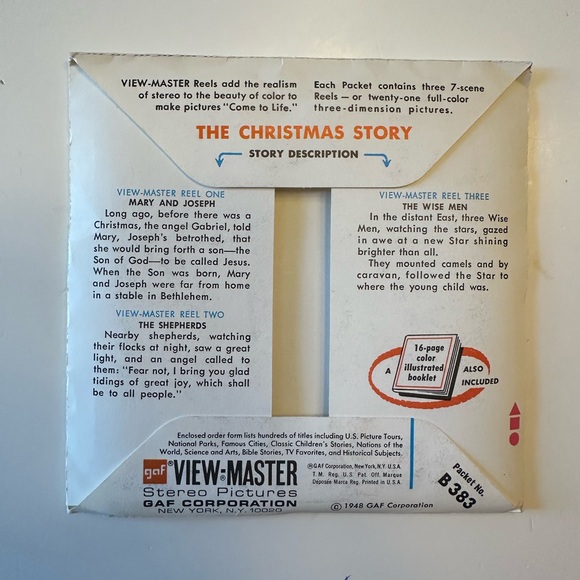 VIEW-MASTER Reels add the realism
of stereo to the beauty of color to
make pictures "Come to Life."
Each Packet contains three 7-scene
Reels — or twenty-one full-color
three-dimension pictures.
THE CHRISTMAS STORY
STORY DESCRIPTION
VIEW-MASTER REEL ONE
MARY AND JOSEPH
Long ago, before there was a
Christmas, the angel Gabriel, told
Mary, Joseph's betrothed, that
she would bring forth a son—the
Son of God—to be called Jesus.
When the Son was born, Mary
and Joseph were far from home
in a stable in Bethlehem.
VIEW-MASTER REEL TWO
THE SHEPHERDS
Nearby shepherds, watching
their flocks at night, saw a great
light, and an angel called to
them: "Fear not, I bring you glad
tidings of great joy, which shall
be to all people."
VIEW-MASTER REEL THREE
THE WISE MEN
In the distant East, three Wise
Men, watching the stars, gazed
in awe at a new Star shining
brighter than all.
They mounted camels and by
caravan, followed the Star to
where the young child was.
A
16-page
color
illustrated
booklet
ALSO
INCLUDED
Enclosed order form lists hundreds of titles including U.S. Picture Tours,
National Parks, Famous Cities, Classic Children's Stories, Nations of the
World, Science and Arts, Bible Stories, TV Favorites, and Historical Subjects.
gaf ® VIEW-MASTER
Stereo Pictures
GAF CORPORATION
NEW YORK, N.Y. 10020
®GAF Corporation, New York, N.Y. U.S.A.
T.M. Reg. U.S. Pat. Off. Marque
Déposée Marca Reg. Printed in U.S.A.
© 1948 GAF Corporation
Packet No.
B 383